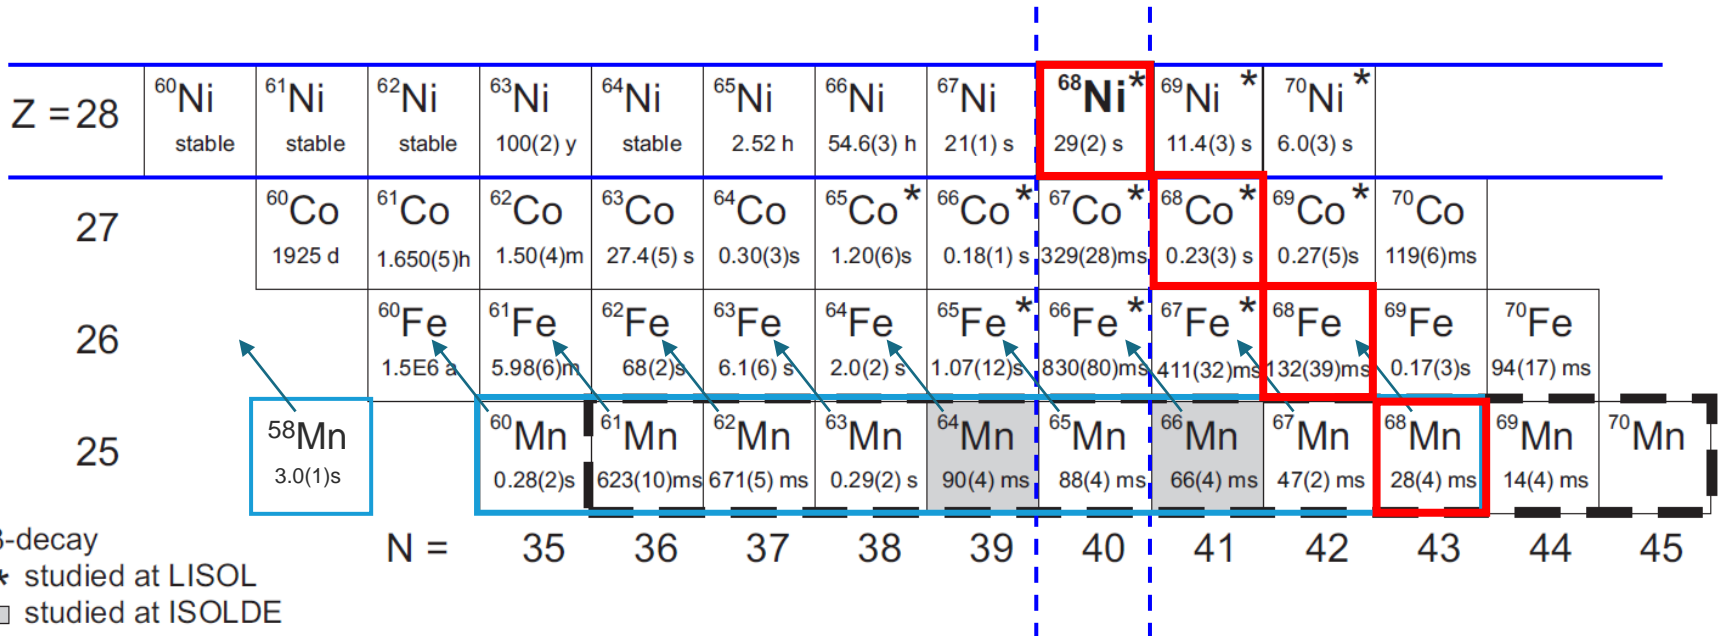 Z = 28 ⁶⁰Ni ⁶¹Ni ⁶²Ni ⁶³Ni ⁶⁴Ni ⁶⁵Ni ⁶⁶Ni ⁶⁷Ni ⁶⁸Ni* ⁶⁹Ni* ⁷⁰Ni*
stable stable stable 100(2) y stable 2.52 h 54.6(3) h 21(1) s 29(2) s 11.4(3) s 6.0(3) s
27 ⁶⁰Co ⁶¹Co ⁶²Co ⁶³Co ⁶⁴Co ⁶⁵Co* ⁶⁶Co* ⁶⁷Co* ⁶⁸Co* ⁶⁹Co* ⁷⁰Co
1925 d 1.650(5)h 1.50(4)m 27.4(5) s 0.30(3)s 1.20(6)s 0.18(1) s 329(28)ms 0.23(3) s 0.27(5)s 119(6)ms
26 ⁶⁰Fe ⁶¹Fe ⁶²Fe ⁶³Fe ⁶⁴Fe ⁶⁵Fe* ⁶⁶Fe* ⁶⁷Fe* ⁶⁸Fe ⁶⁹Fe ⁷⁰Fe
1.5E6 a 5.98(6)m 68(2)s 6.1(6) s 2.0(2) s 1.07(12)s 830(80)ms 411(32)ms 132(39)ms 0.17(3)s 94(17) ms
25 ⁵⁸Mn ⁶⁰Mn ⁶¹Mn ⁶²Mn ⁶³Mn ⁶⁴Mn ⁶⁵Mn ⁶⁶Mn ⁶⁷Mn ⁶⁸Mn ⁶⁹Mn ⁷⁰Mn
3.0(1)s 0.28(2)s 623(10)ms 671(5) ms 0.29(2) s 90(4) ms 88(4) ms 66(4) ms 47(2) ms 28(4) ms 14(4) ms
N = 35 36 37 38 39 40 41 42 43 44 45
β-decay
* studied at LISOL
studied at ISOLDE